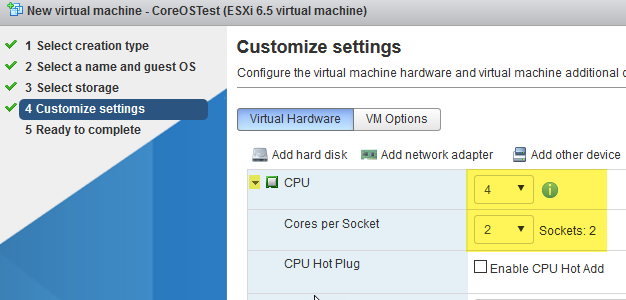 New virtual machine - CoreOSTest (ESXi 6.5 virtual machine)
1 Select creation type
2 Select a name and guest OS
3 Select storage
4 Customize settings
5 Ready to complete
Customize settings
Configure the virtual machine hardware and virtual machine additional
Virtual Hardware VM Options
Add hard disk Add network adapter Add other device
CPU 4
Cores per Socket 2 Sockets: 2
CPU Hot Plug Enable CPU Hot Add